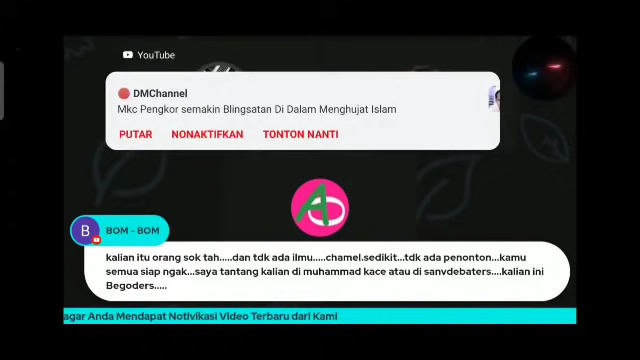 YouTube
DMChannel
Mkc Pengkor semakin Blingsatan Di Dalam Menghujat Islam
PUTAR NONAKTIFKAN TONTON NANTI
B BOM - BOM
kalian itu orang sok tah.....dan tdk ada ilmu.....chamel.sedikit...tdk ada penonton...kamu
semua siap ngak...saya tantang kalian di muhammad kace atau di sanvdebaters....kalian ini
Begoders.....
agar Anda Mendapat Notivikasi Video Terbaru dari Kami